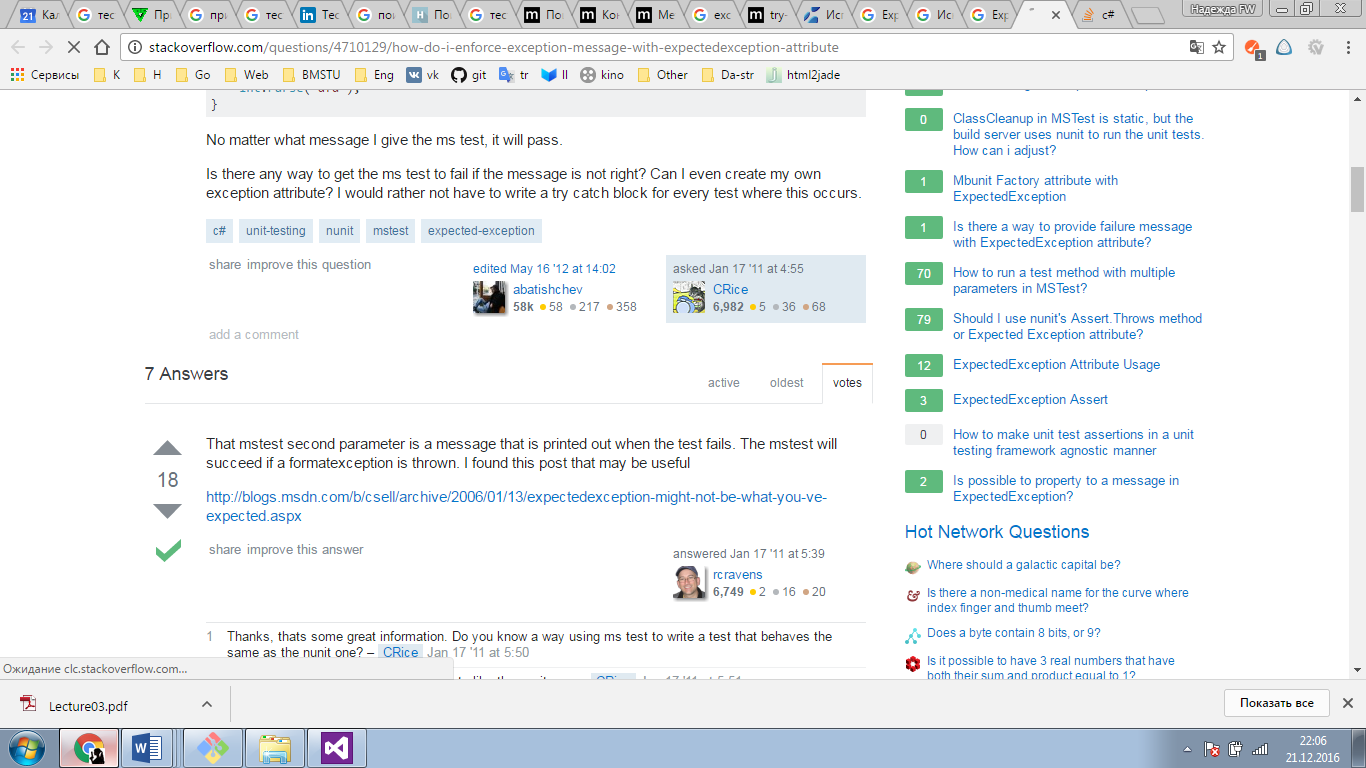 21 Кал
тес
Пр
при
тес
Тес
пои
H По
тес
m По
m Кон
m Ме
exc
m try-
Исп
Exp
Исп
Exp
c#
Надежда FW
stackoverflow.com/questions/4710129/how-do-i-enforce-exception-message-with-expectedexception-attribute
1
Сервисы K H Go Web BMSTU Eng vk git tr ll kino Other Da-str html2jade
}
No matter what message I give the ms test, it will pass.
Is there any way to get the ms test to fail if the message is not right? Can I even create my own
exception attribute? I would rather not have to write a try catch block for every test where this occurs.
c# unit-testing nunit mstest expected-exception
share improve this question
edited May 16 '12 at 14:02
abatishchev
58k 58 217 358
asked Jan 17 '11 at 4:55
CRice
6,982 5 36 68
add a comment
7 Answers
active oldest votes
18
That mstest second parameter is a message that is printed out when the test fails. The mstest will
succeed if a formatexception is thrown. I found this post that may be useful
http://blogs.msdn.com/b/csell/archive/2006/01/13/expectedexception-might-not-be-what-you-ve-
expected.aspx
share improve this answer
answered Jan 17 '11 at 5:39
rcravens
6,749 2 16 20
1 Thanks, thats some great information. Do you know a way using ms test to write a test that behaves the
same as the nunit one? – CRice Jan 17 '11 at 5:50
0 ClassCleanup in MSTest is static, but the
build server uses nunit to run the unit tests.
How can i adjust?
1 Mbunit Factory attribute with
ExpectedException
1 Is there a way to provide failure message
with ExpectedException attribute?
70 How to run a test method with multiple
parameters in MSTest?
79 Should I use nunit's Assert.Throws method
or Expected Exception attribute?
12 ExpectedException Attribute Usage
3 ExpectedException Assert
0 How to make unit test assertions in a unit
testing framework agnostic manner
2 Is possible to property to a message in
ExpectedException?
Hot Network Questions
Where should a galactic capital be?
Is there a non-medical name for the curve where
index finger and thumb meet?
Does a byte contain 8 bits, or 9?
Is it possible to have 3 real numbers that have
both their sum and product equal to 1?
Ожидание clc.stackoverflow.com...
Lecture03.pdf
Показать все
22:06
21.12.2016